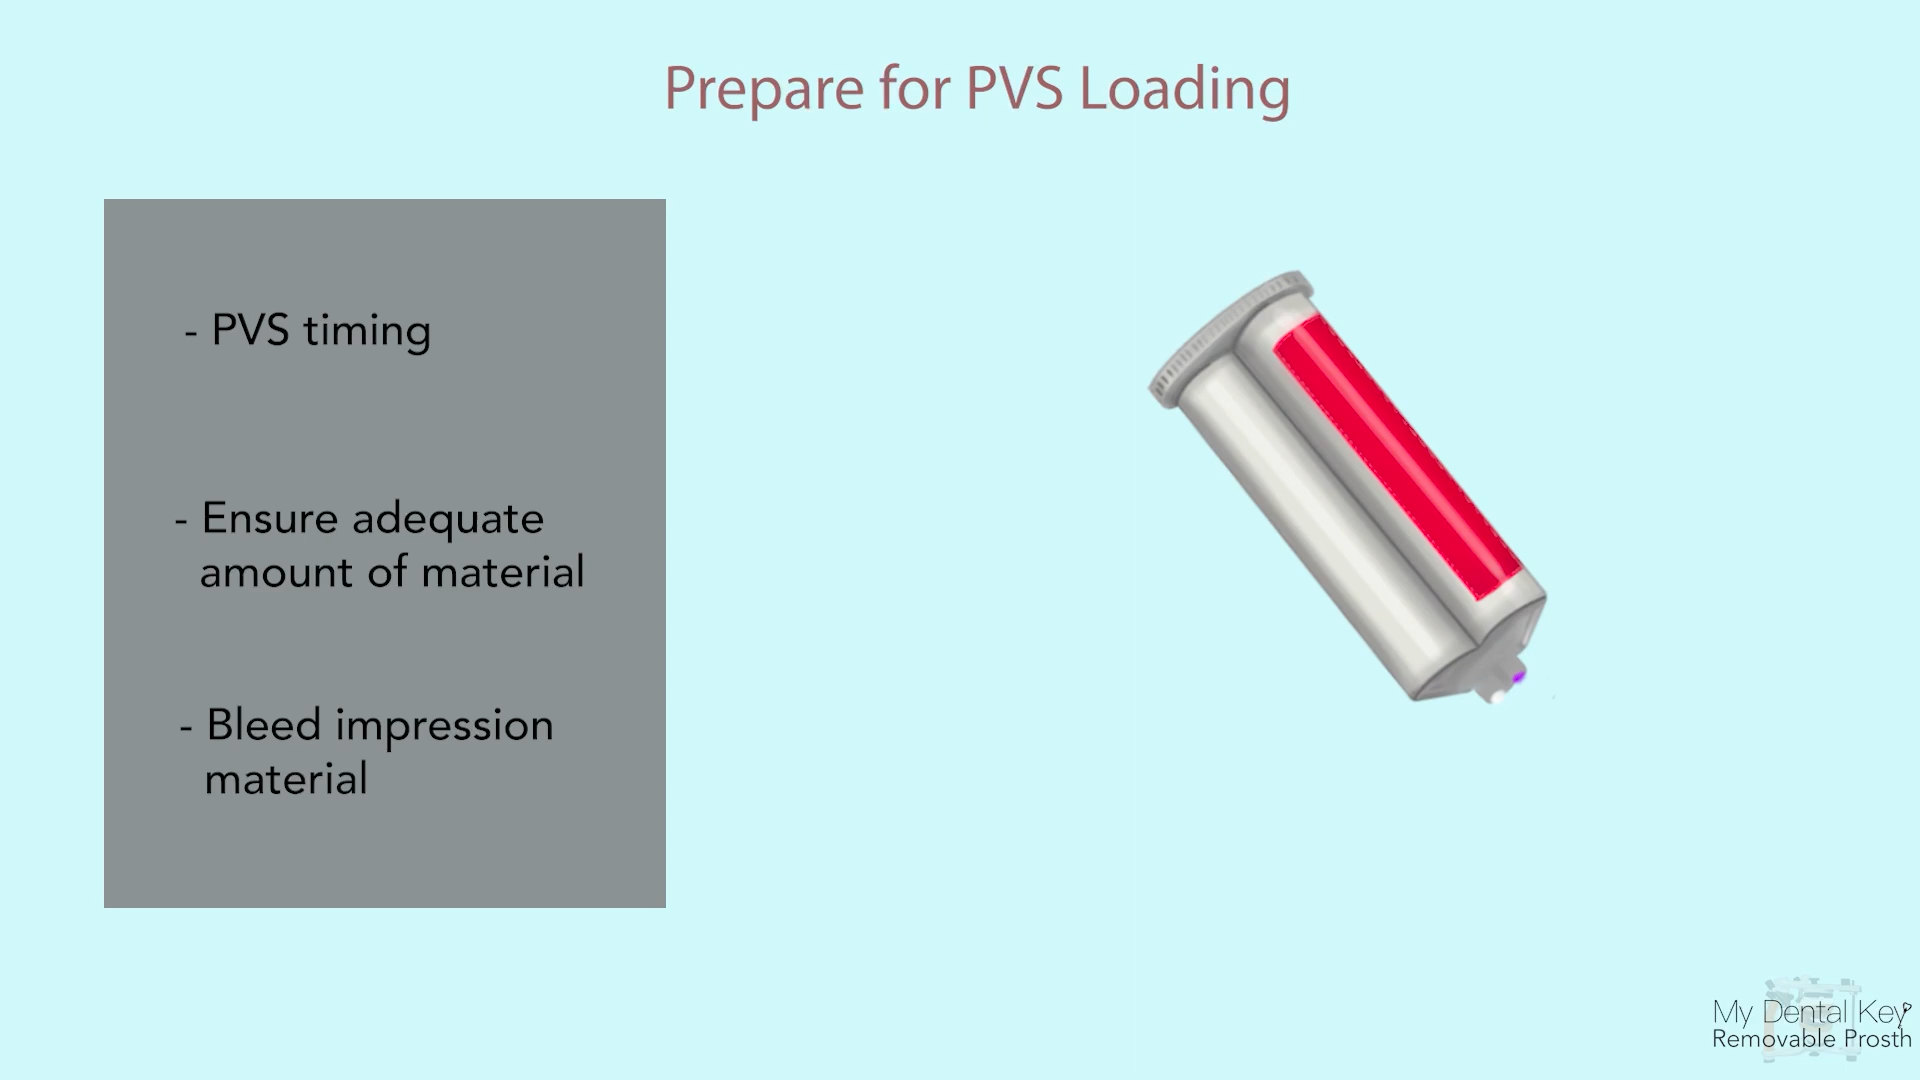 Prepare for PVS Loading
- PVS timing
- Ensure adequate
amount of material
- Bleed impression
material
My Dental Key
Removable Prosth